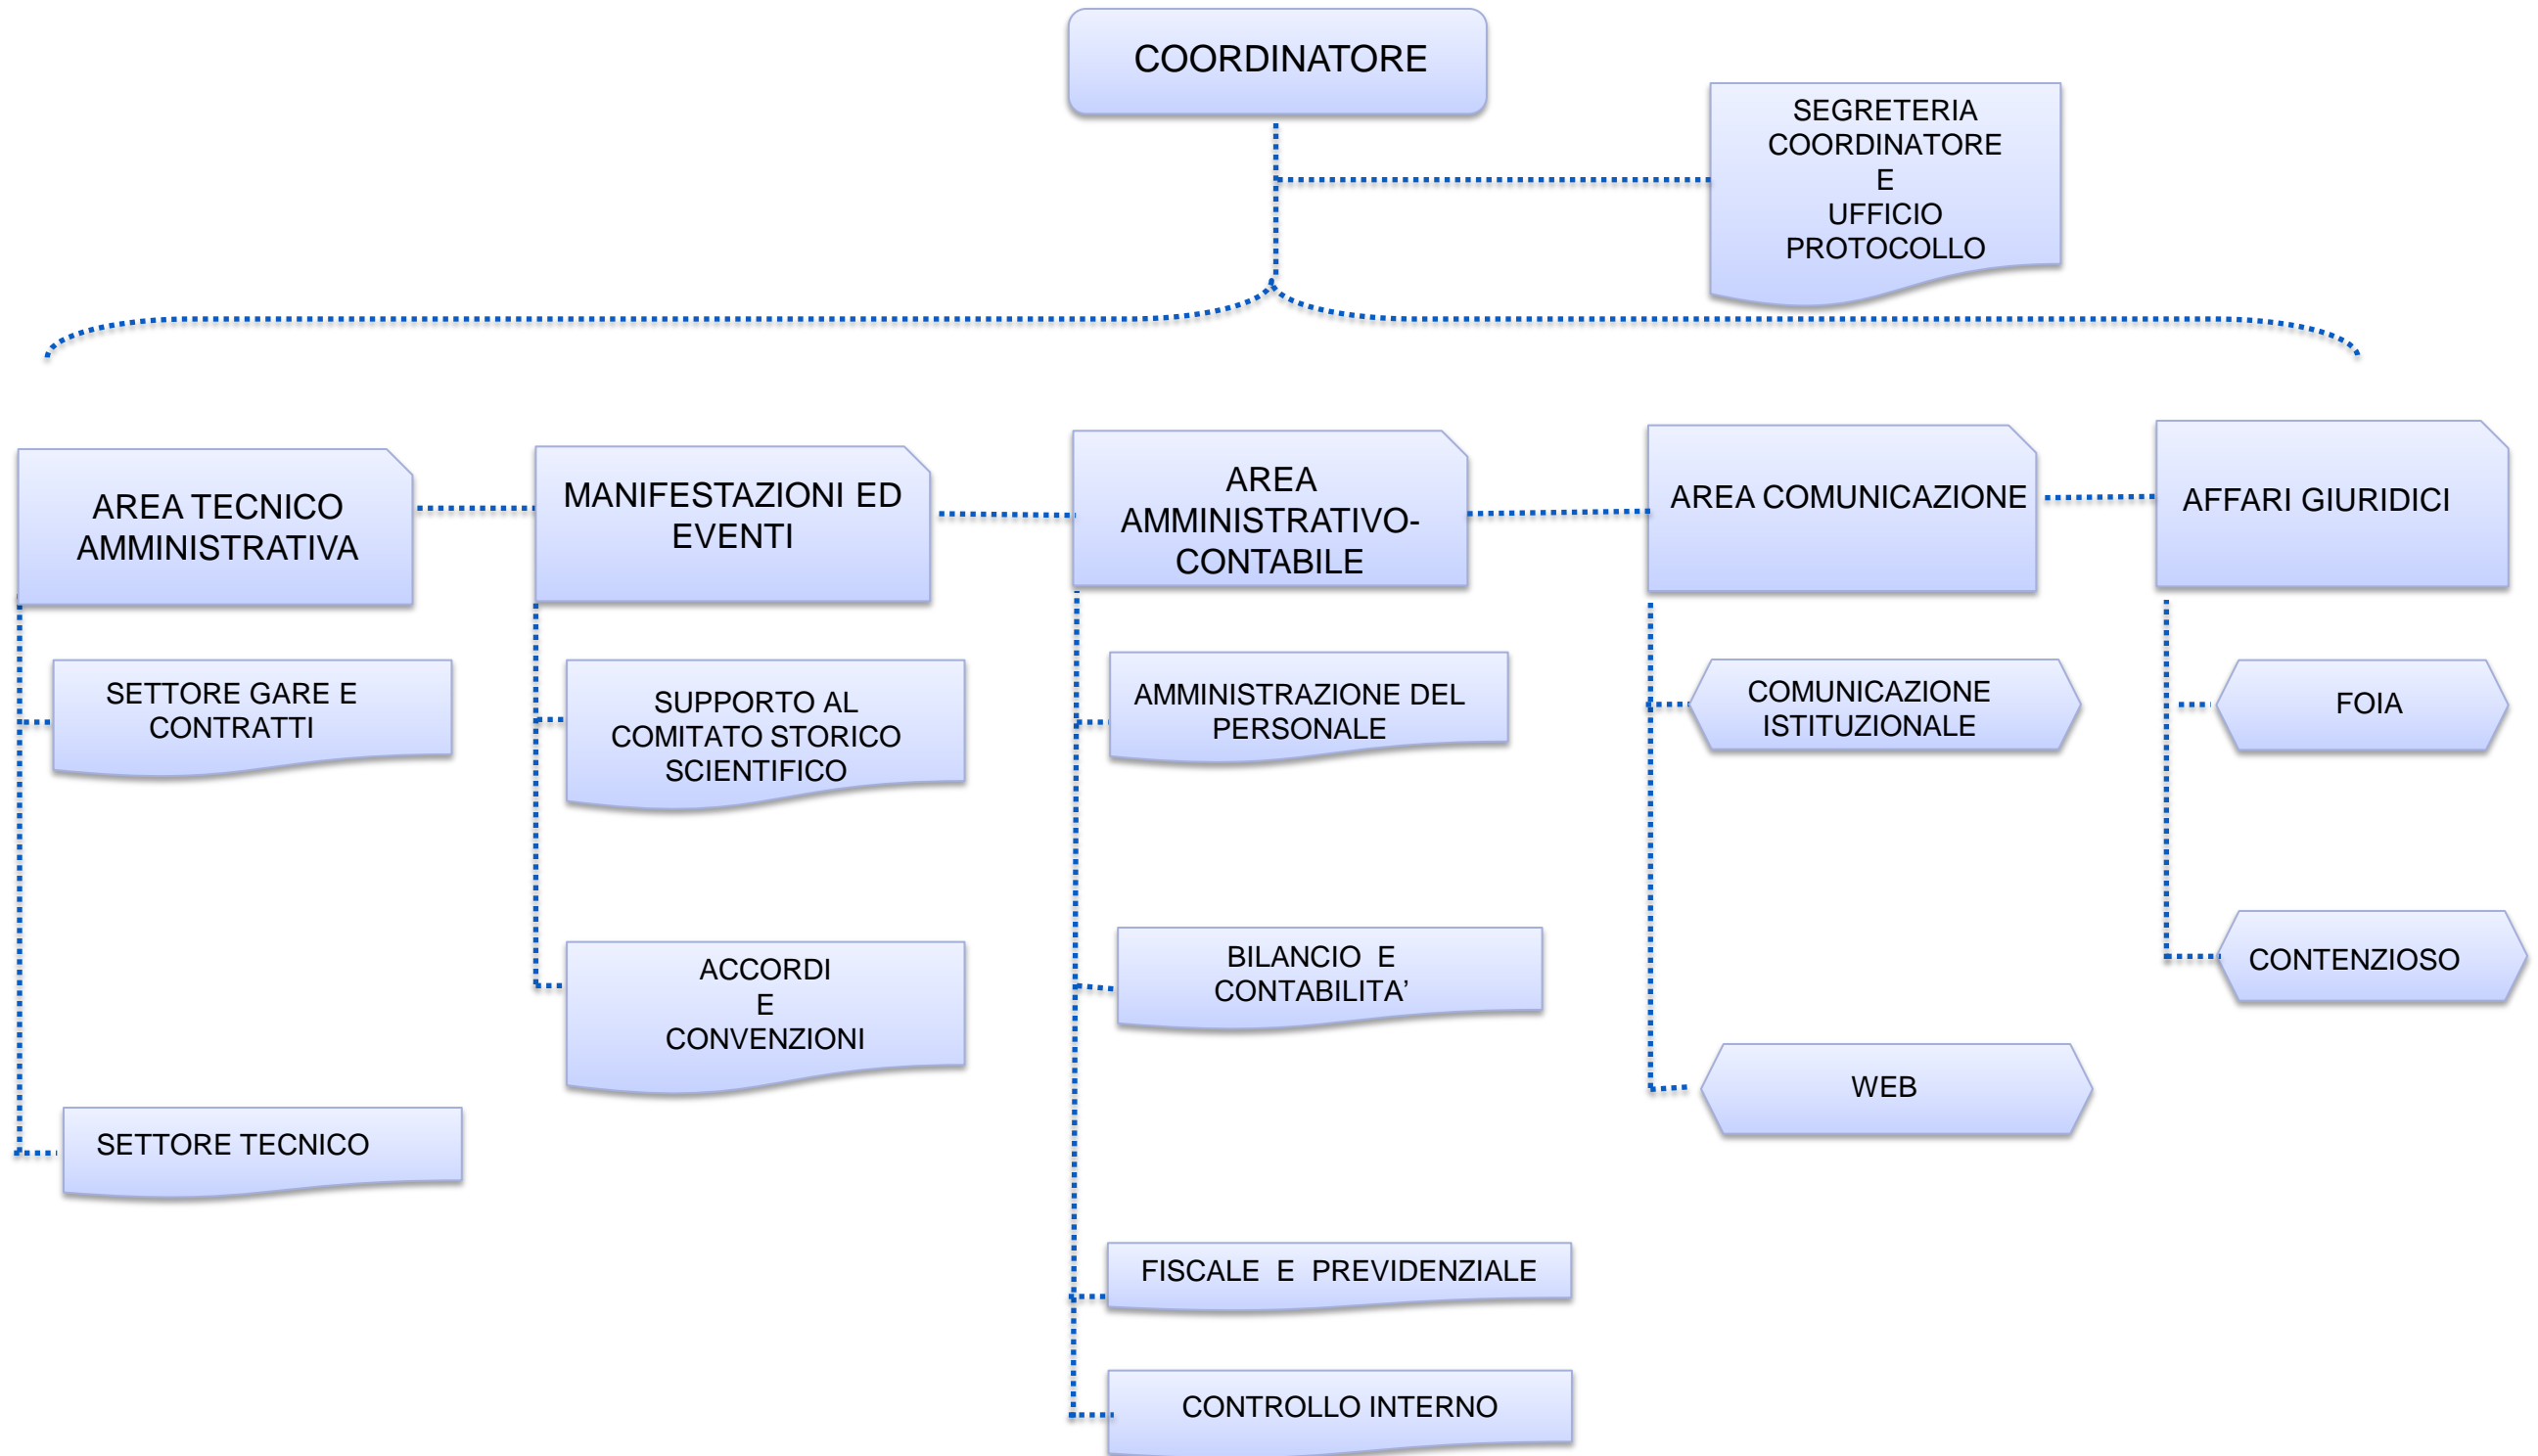 COORDINATORE
SEGRETERIA
COORDINATORE
E
UFFICIO
PROTOCOLLO
AREA TECNICO
AMMINISTRATIVA
MANIFESTAZIONI ED
EVENTI
AREA
AMMINISTRATIVO-
CONTABILE
AREA COMUNICAZIONE
AFFARI GIURIDICI
SETTORE GARE E
CONTRATTI
SETTORE TECNICO
SUPPORTO AL
COMITATO STORICO
SCIENTIFICO
ACCORDI
E
CONVENZIONI
AMMINISTRAZIONE DEL
PERSONALE
BILANCIO E
CONTABILITA’
FISCALE E PREVIDENZIALE
CONTROLLO INTERNO
COMUNICAZIONE
ISTITUZIONALE
WEB
FOIA
CONTENZIOSO